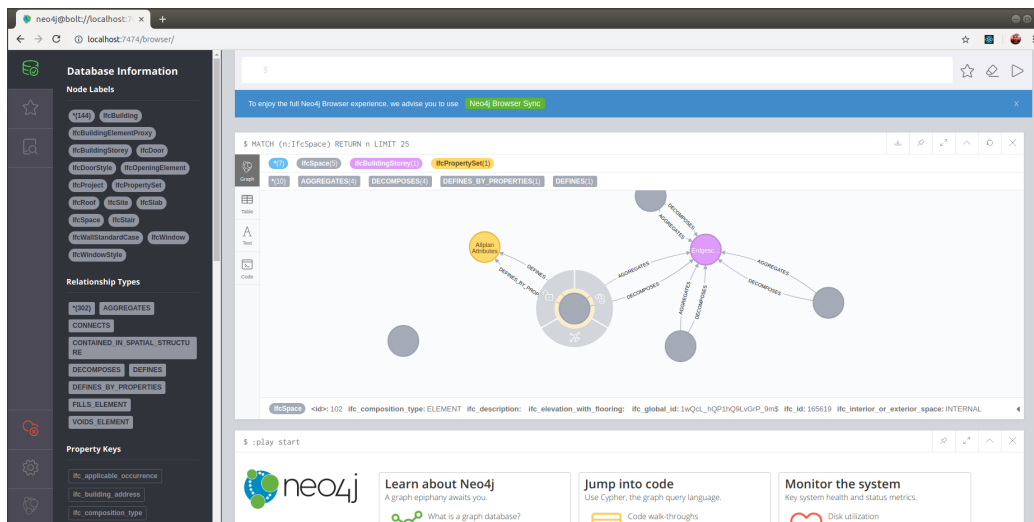 neo4j@bolt://localhost:7
localhost:7474/browser/
Database Information
Node Labels
*(144) IfcBuilding
IfcBuildingElementProxy
IfcBuildingStorey IfcDoor
IfcDoorStyle IfcOpeningElement
IfcProject IfcPropertySet
IfcRoof IfcSite IfcSlab
IfcSpace IfcStair
IfcWallStandardCase IfcWindow
IfcWindowStyle
Relationship Types
*(302) AGGREGATES
CONNECTS
CONTAINED_IN_SPATIAL_STRUCTU
RE
DECOMPOSES DEFINES
DEFINES_BY_PROPERTIES
FILLS_ELEMENT
VOIDS_ELEMENT
Property Keys
ifc_applicable_occurrence
ifc_building_address
ifc_composition_type
$
To enjoy the full Neo4j Browser experience, we advise you to use Neo4j Browser Sync X
$ MATCH (n:IfcSpace) RETURN n LIMIT 25
*(7) IfcSpace(5) IfcBuildingStorey(1) IfcPropertySet(1)
*(10) AGGREGATES(4) DECOMPOSES(4) DEFINES_BY_PROPERTIES(1) DEFINES(1)
Graph
Table
Text
Code
DECOMPOSES
AGGREGATES
Allplan
Attributes
Erdgesc...
DEFINES
DEFINES_BY_PROP
AGGREGATES
DECOMPOSES
AGGREGATES
DECOMPOSES
AGGREGATES
DECOMPOSES
IfcSpace <id>: 102 ifc_composition_type: ELEMENT ifc_description: ifc_elevation_with_flooring: ifc_global_id: 1wQcL_hQP1hQ9LvGrP_9m$ ifc_id: 165619 ifc_interior_or_exterior_space: INTERNAL
$ :play start
neo4j
Learn about Neo4j
A graph epiphany awaits you.
What is a graph database?
Jump into code
Use Cypher, the graph query language.
Code walk-throughs
Monitor the system
Key system health and status metrics.
Disk utilization